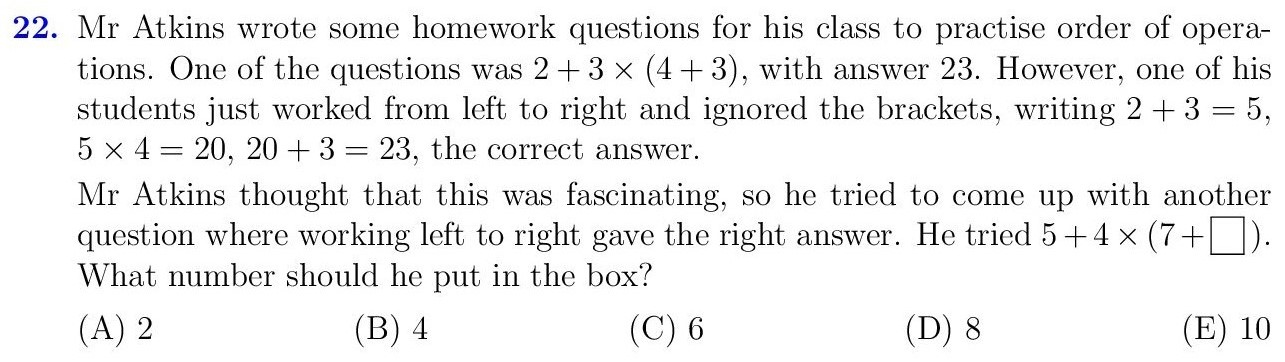 22. Mr Atkins wrote some homework questions for his class to practise order of opera-
tions. One of the questions was 2 + 3 × (4 + 3), with answer 23. However, one of his
students just worked from left to right and ignored the brackets, writing 2 + 3 = 5,
5 × 4 = 20, 20 + 3 = 23, the correct answer.
Mr Atkins thought that this was fascinating, so he tried to come up with another
question where working left to right gave the right answer. He tried 5 + 4 × (7 + □).
What number should he put in the box?
(A) 2 (B) 4 (C) 6 (D) 8 (E) 10